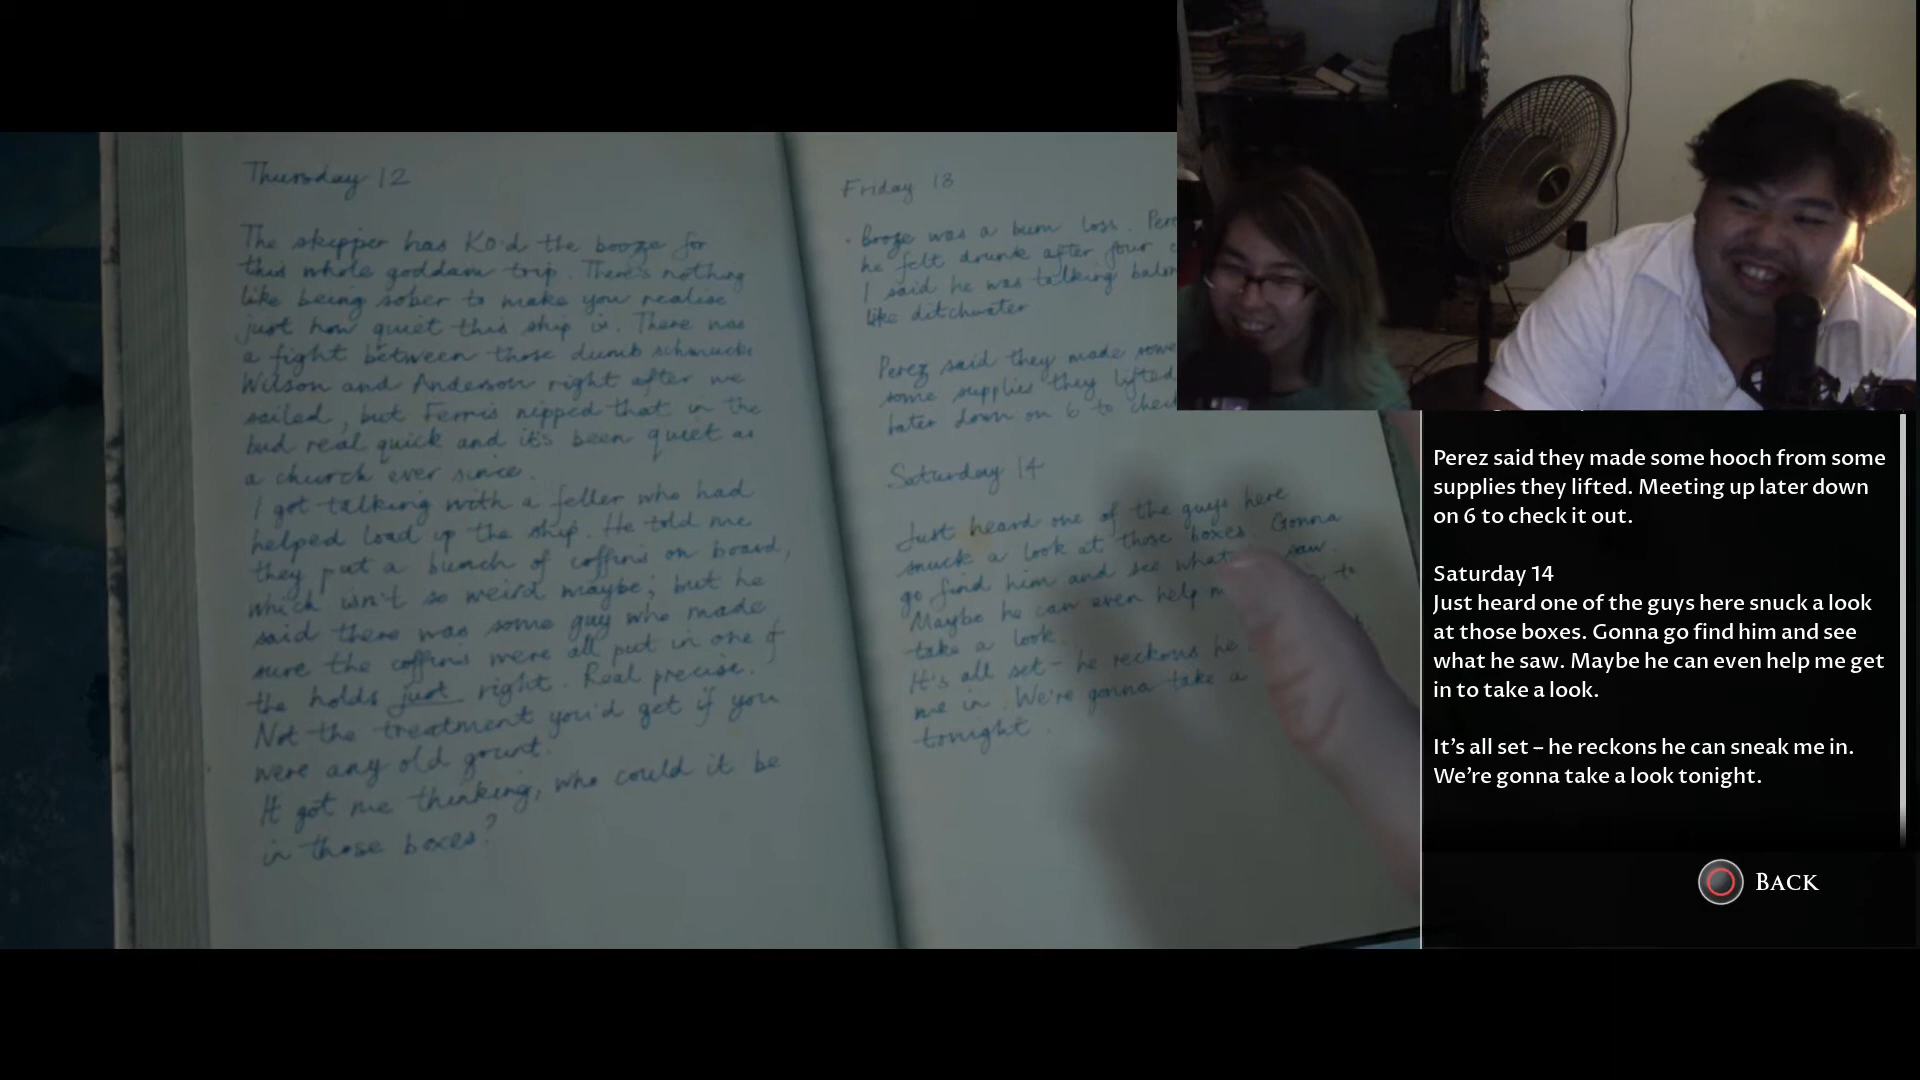 Thursday 12
The skipper has KO'd the booze for
this whole goddam trip. There's nothing
like being sober to make you realise
just how quiet this ship is. There was
a fight between those dumb schmucks
Wilson and Anderson right after we
sailed, but Ferris nipped that in the
bud real quick and it's been quiet as
a church ever since.
I got talking with a feller who had
helped load up the ship. He told me
they put a bunch of coffins on board,
which isn't so weird maybe; but he
said there was some guy who made
sure the coffins were all put in one of
the holds just right. Real precise.
Not the treatment you'd get if you
were any old grunt.
It got me thinking, who could it be
in those boxes?
Friday 13
Booze was a bum loss.
he felt drunk after four
I said he was talking
like ditchwater
Perez said they made
some supplies they lifted
later down on 6 to
Saturday 14
Just heard one of the guys here
snuck a look at those boxes. Gonna
go find him and see what saw.
Maybe he can even help to
take a look.
It's all set - he reckons he
me in. We're gonna take a
tonight.
Perez said they made some hooch from some
supplies they lifted. Meeting up later down
on 6 to check it out.
Saturday 14
Just heard one of the guys here snuck a look
at those boxes. Gonna go find him and see
what he saw. Maybe he can even help me get
in to take a look.
It's all set – he reckons he can sneak me in.
We're gonna take a look tonight.
BACK